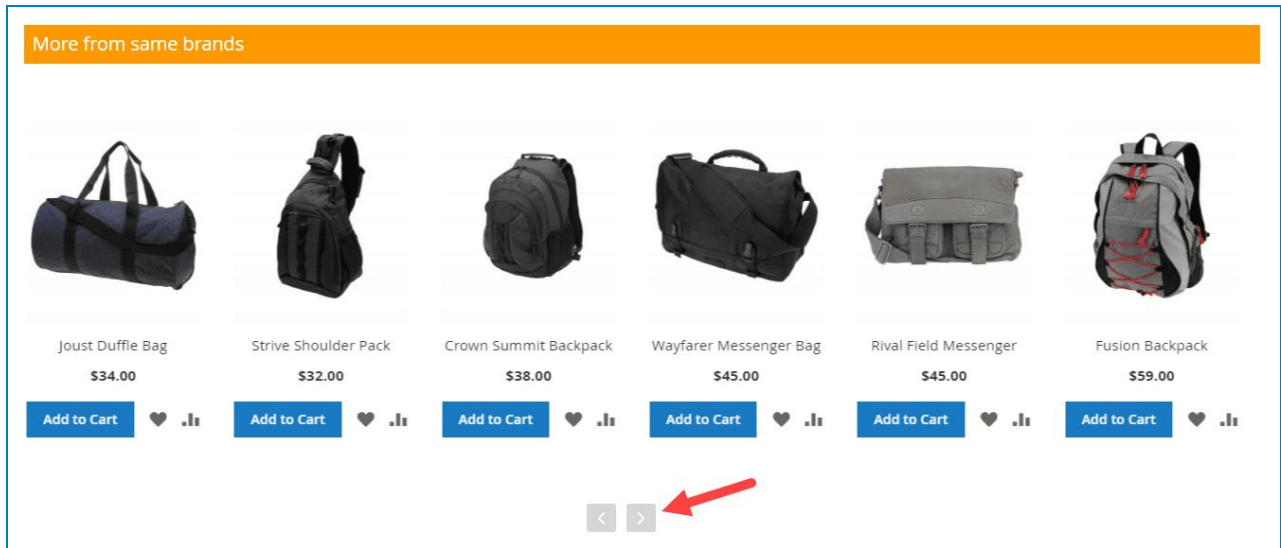 More from same brands
Joust Duffle Bag
Strive Shoulder Pack
Crown Summit Backpack
Wayfarer Messenger Bag
Rival Field Messenger
Fusion Backpack
$34.00
$32.00
$38.00
$45.00
$45.00
$59.00
Add to Cart
Add to Cart
Add to Cart
Add to Cart
Add to Cart
Add to Cart